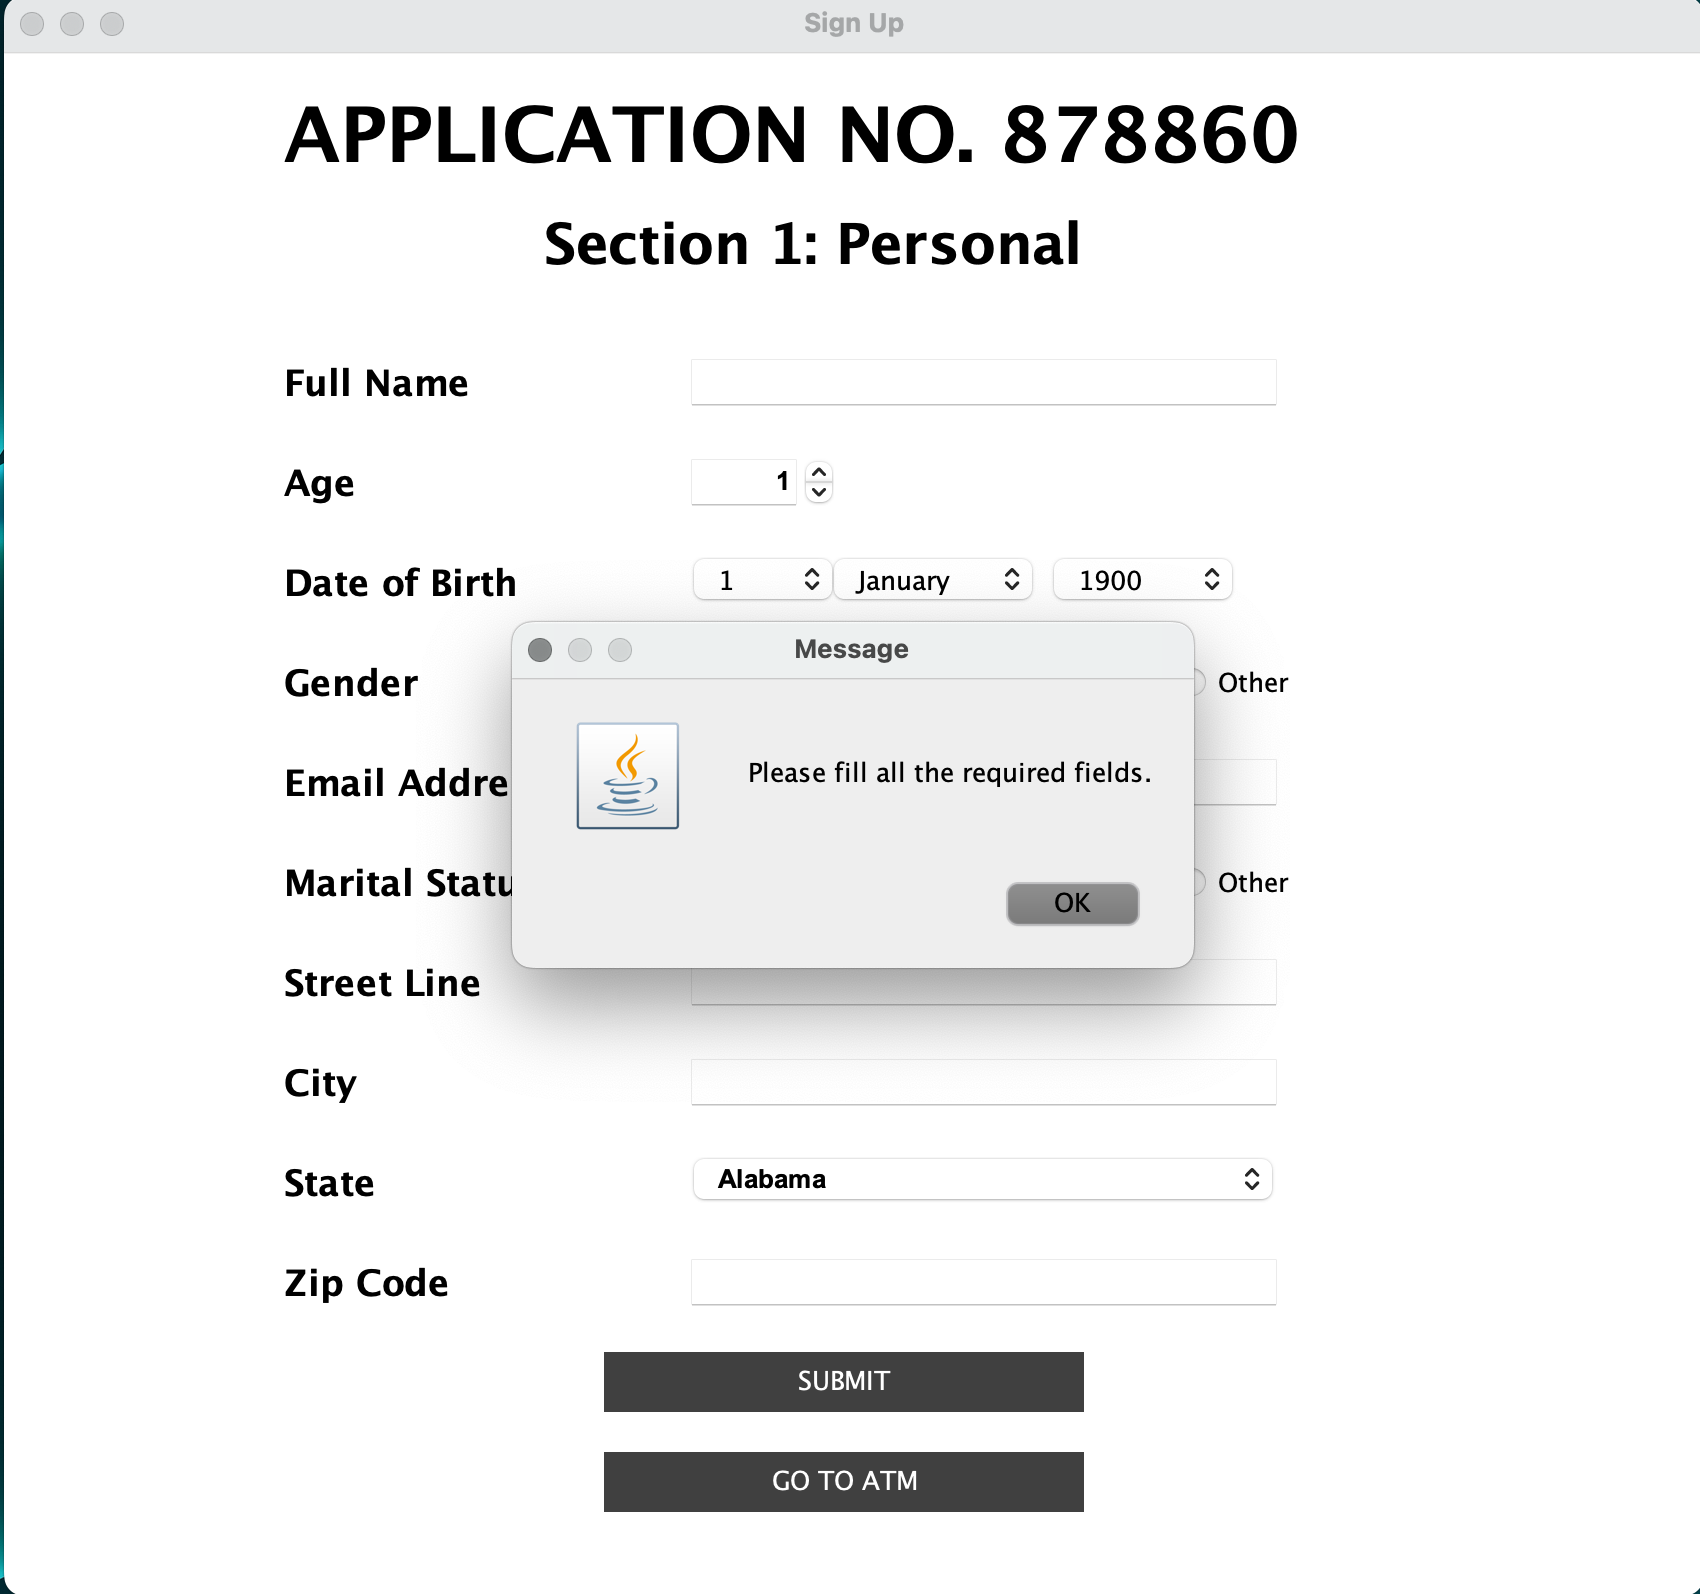 Sign Up
APPLICATION NO. 878860
Section 1: Personal
Full Name
Age 1
Date of Birth 1 January 1900
Message
Gender Other
Please fill all the required fields.
Email Addre
Marital Statu Other
OK
Street Line
City
State Alabama
Zip Code
SUBMIT
GO TO ATM